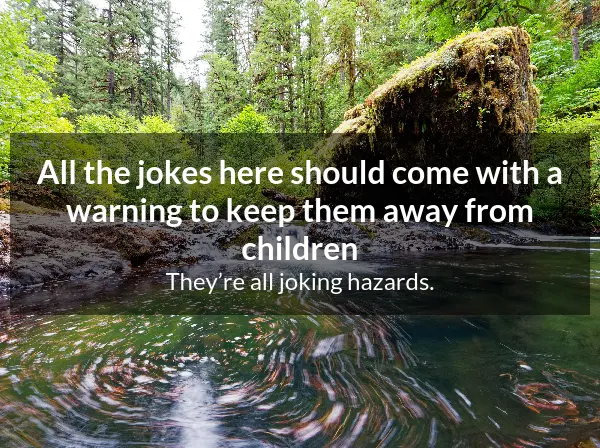 All the jokes here should come with a
warning to keep them away from
children
They’re all joking hazards.